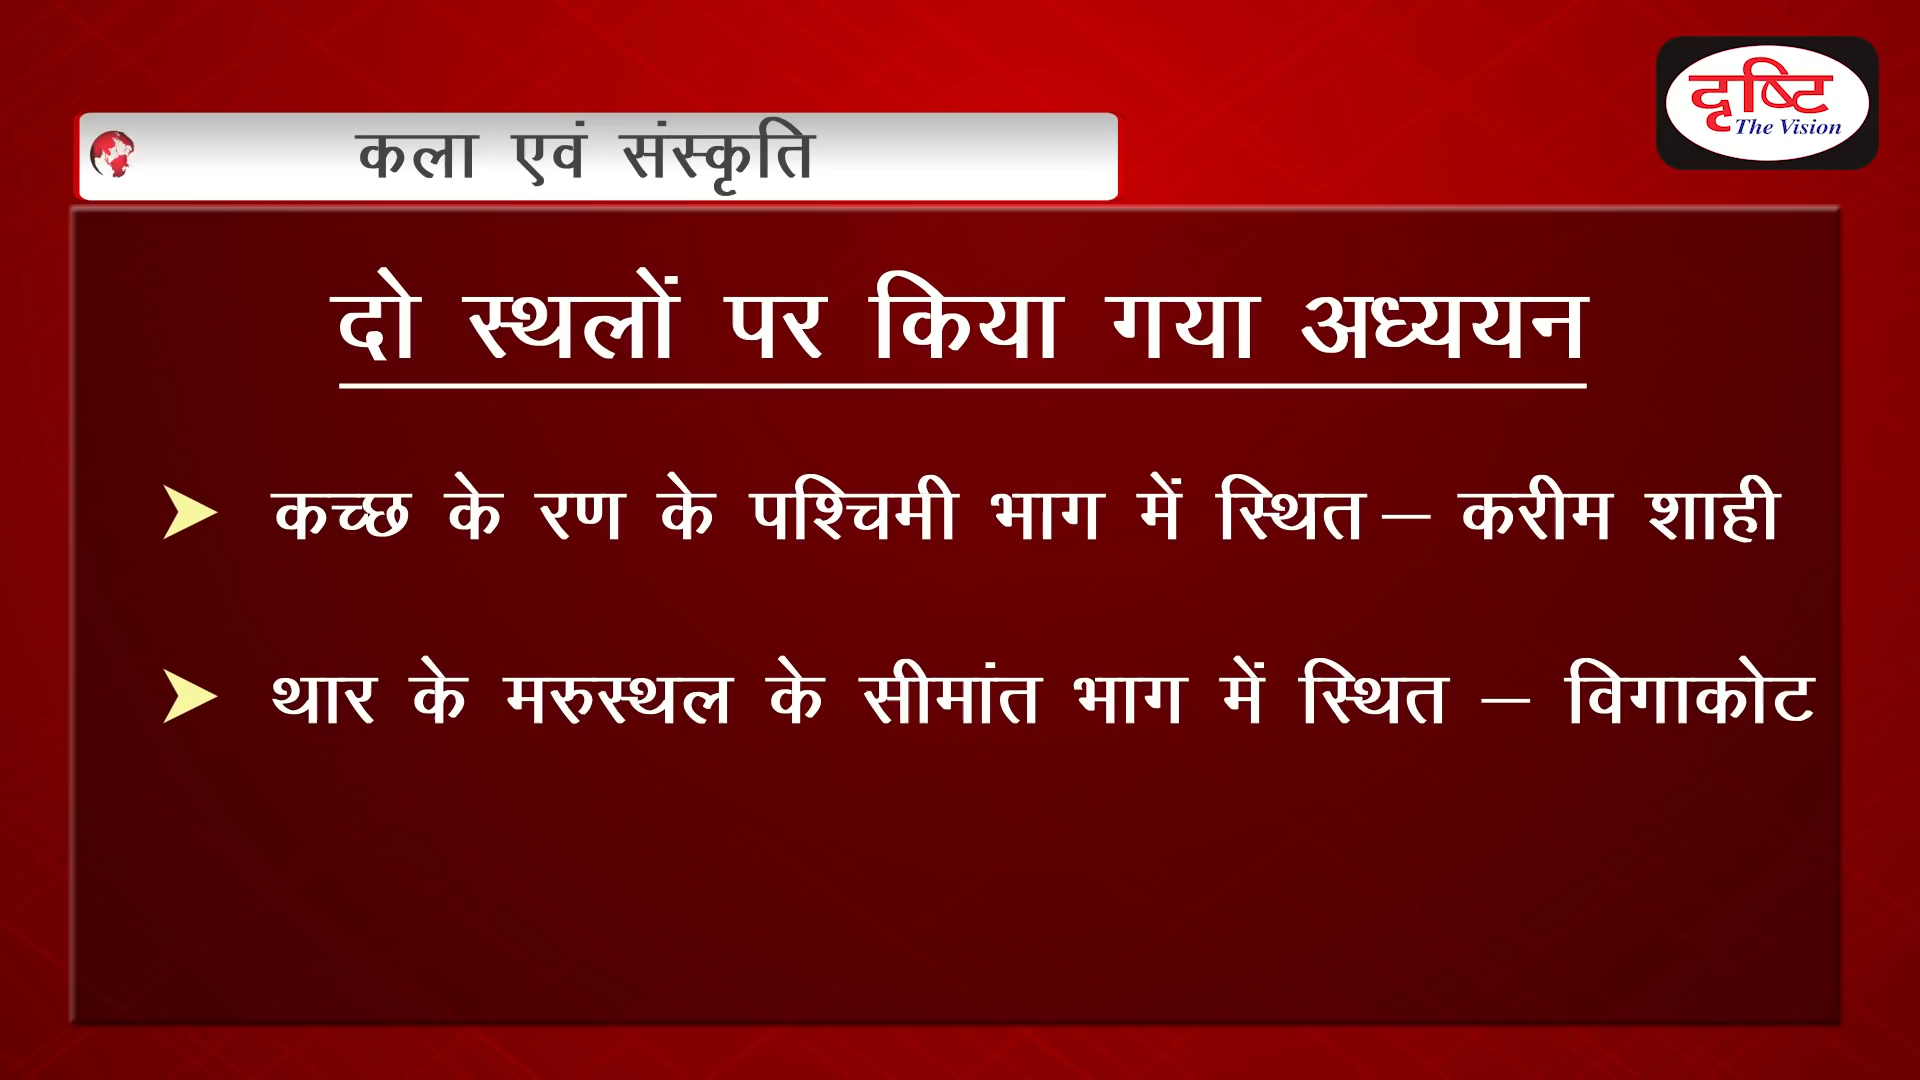 दृष्टि
The Vision
कला एवं संस्कृति
दो स्थलों पर किया गया अध्ययन
कच्छ के रण के पश्चिमी भाग में स्थित – करीम शाही
थार के मरुस्थल के सीमांत भाग में स्थित – विगाकोट